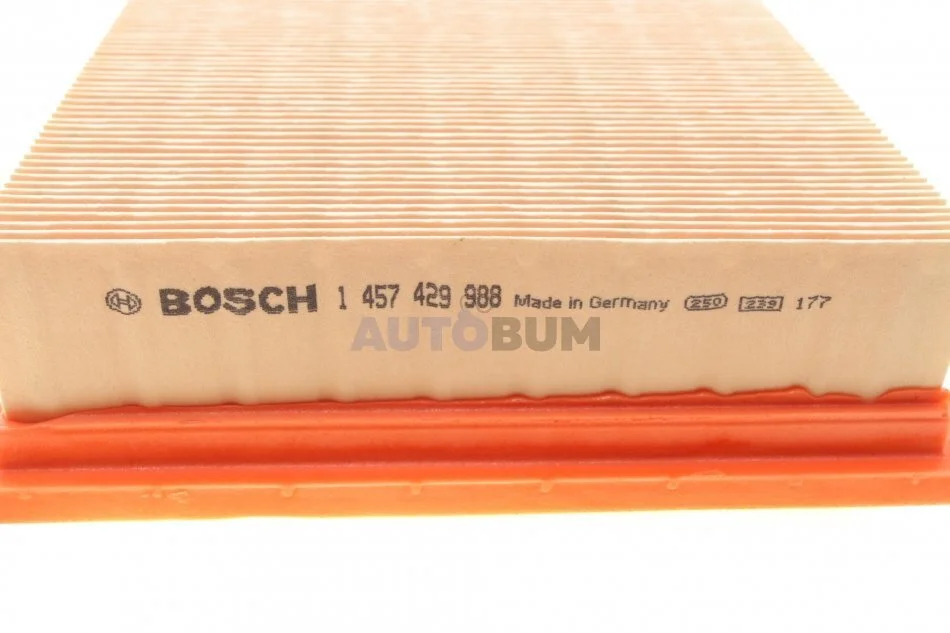 BOSCH 1 457 429 988 Made in Germany 250 239 177
AUTOBUM